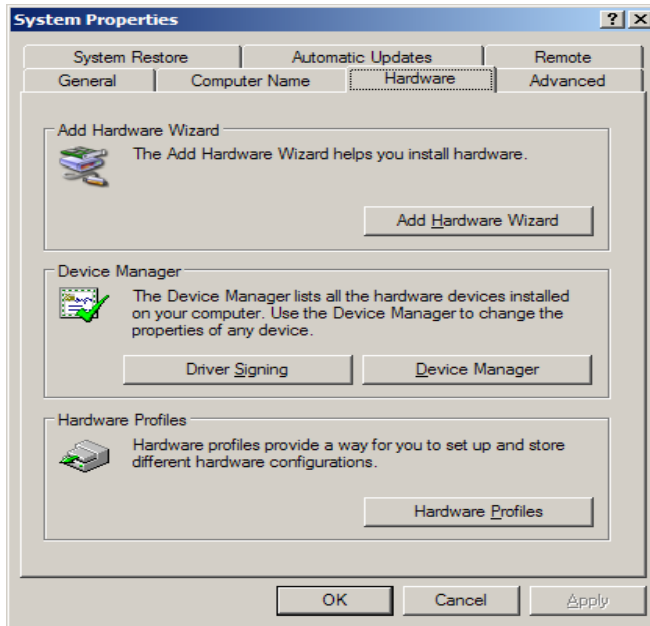 System Properties
System Restore
Automatic Updates
Remote
General
Computer Name
Hardware
Advanced
Add Hardware Wizard
The Add Hardware Wizard helps you install hardware.
Add Hardware Wizard
Device Manager
The Device Manager lists all the hardware devices installed
on your computer. Use the Device Manager to change the
properties of any device.
Driver Signing
Device Manager
Hardware Profiles
Hardware profiles provide a way for you to set up and store
different hardware configurations.
Hardware Profiles
OK
Cancel
Apply